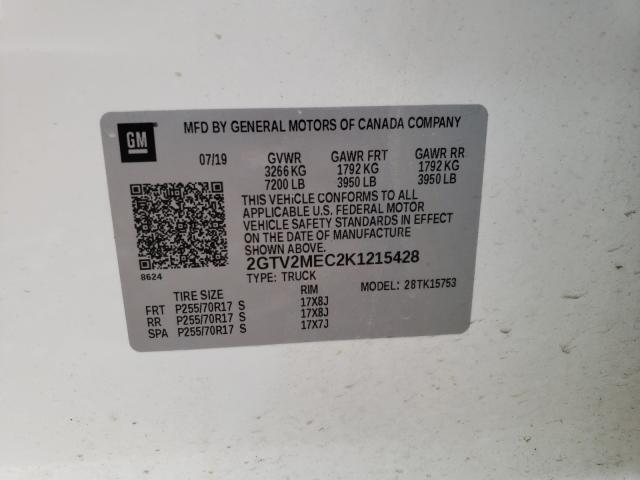 GM
MFD BY GENERAL MOTORS OF CANADA COMPANY
07/19 GVWR GAWR FRT GAWR RR
3266 KG 1792 KG 1792 KG
7200 LB 3950 LB 3950 LB
THIS VEHICLE CONFORMS TO ALL
APPLICABLE U.S. FEDERAL MOTOR
VEHICLE SAFETY STANDARDS IN EFFECT
ON THE DATE OF MANUFACTURE SHOWN
ABOVE.
8624
2GTV2MEC2K1215428
TYPE: TRUCK MODEL: 28TK15753
TIRE SIZE RIM
FRT P255/70R17 S 17X8J
RR P255/70R17 S 17X8J
SPA P255/70R17 S 17X7J